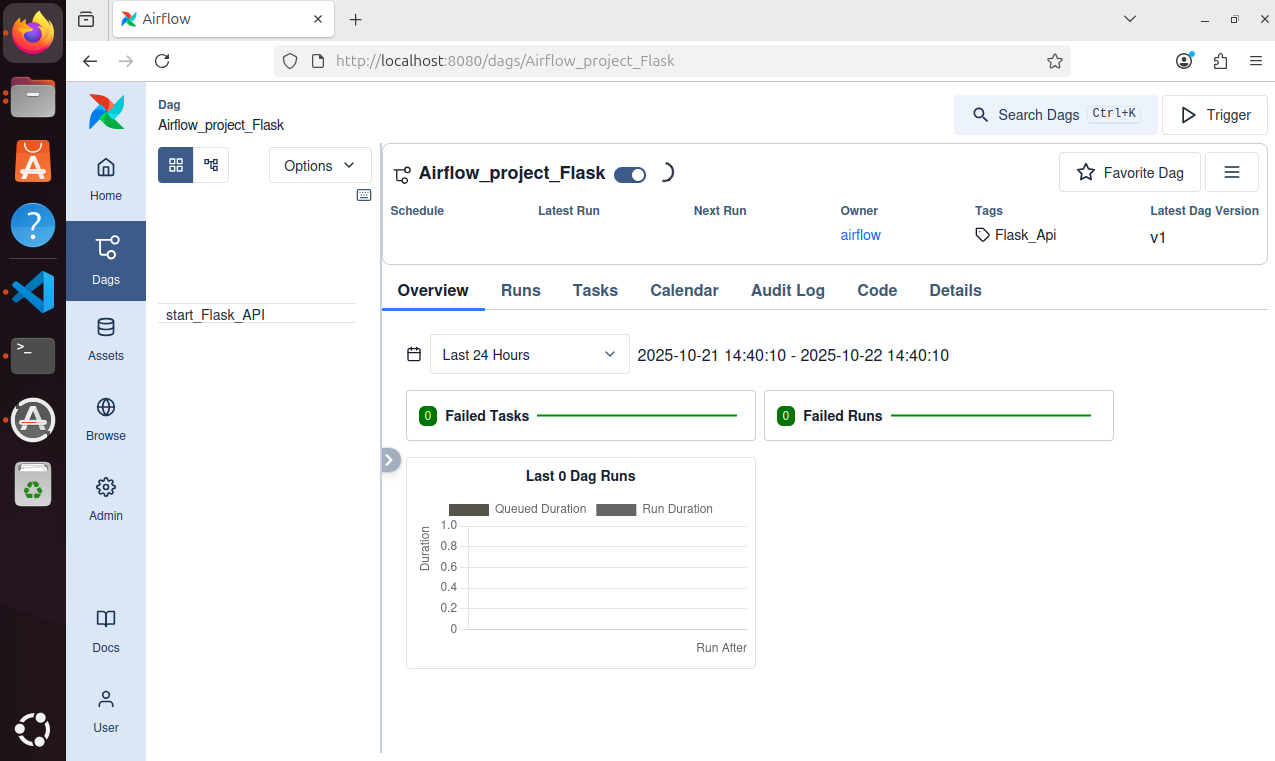 Airflow
http://localhost:8080/dags/Airflow_project_Flask
Dag
Airflow_project_Flask
Search Dags Ctrl+K
Trigger
Home
Dags
Assets
Browse
Admin
Docs
User
Options
start_Flask_API
Airflow_project_Flask
Favorite Dag
Schedule Latest Run Next Run Owner Tags Latest Dag Version
airflow Flask_Api v1
Overview Runs Tasks Calendar Audit Log Code Details
Last 24 Hours 2025-10-21 14:40:10 - 2025-10-22 14:40:10
0 Failed Tasks
0 Failed Runs
Last 0 Dag Runs
Queued Duration Run Duration
Duration
1.0
0.8
0.6
0.4
0.2
0
Run After